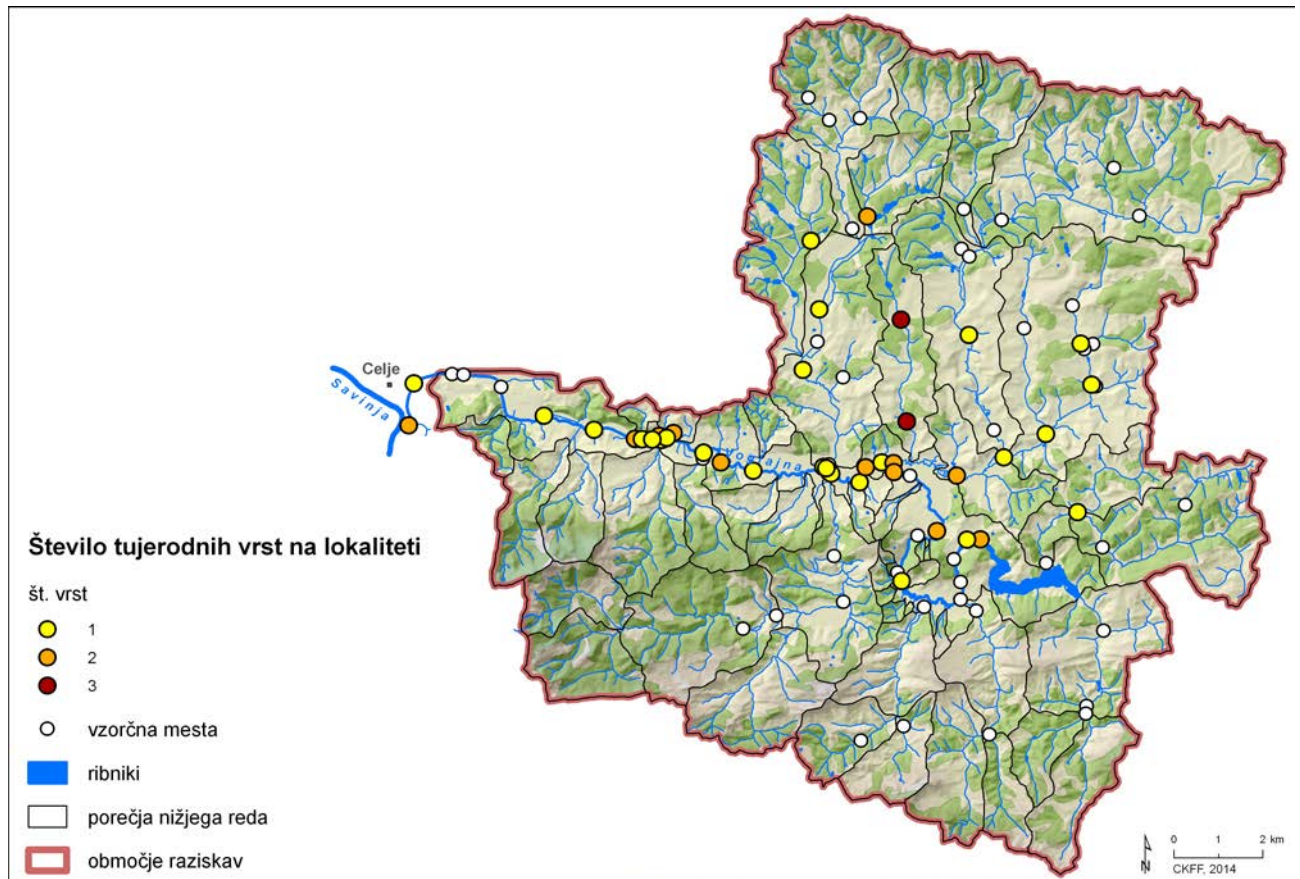 Celje
Savinja
Voglajna
Število tujerodnih vrst na lokaliteti
št. vrst
1
2
3
vzorčna mesta
ribniki
porečja nižjega reda
območje raziskav
0 1 2 km
N
CKFF, 2014